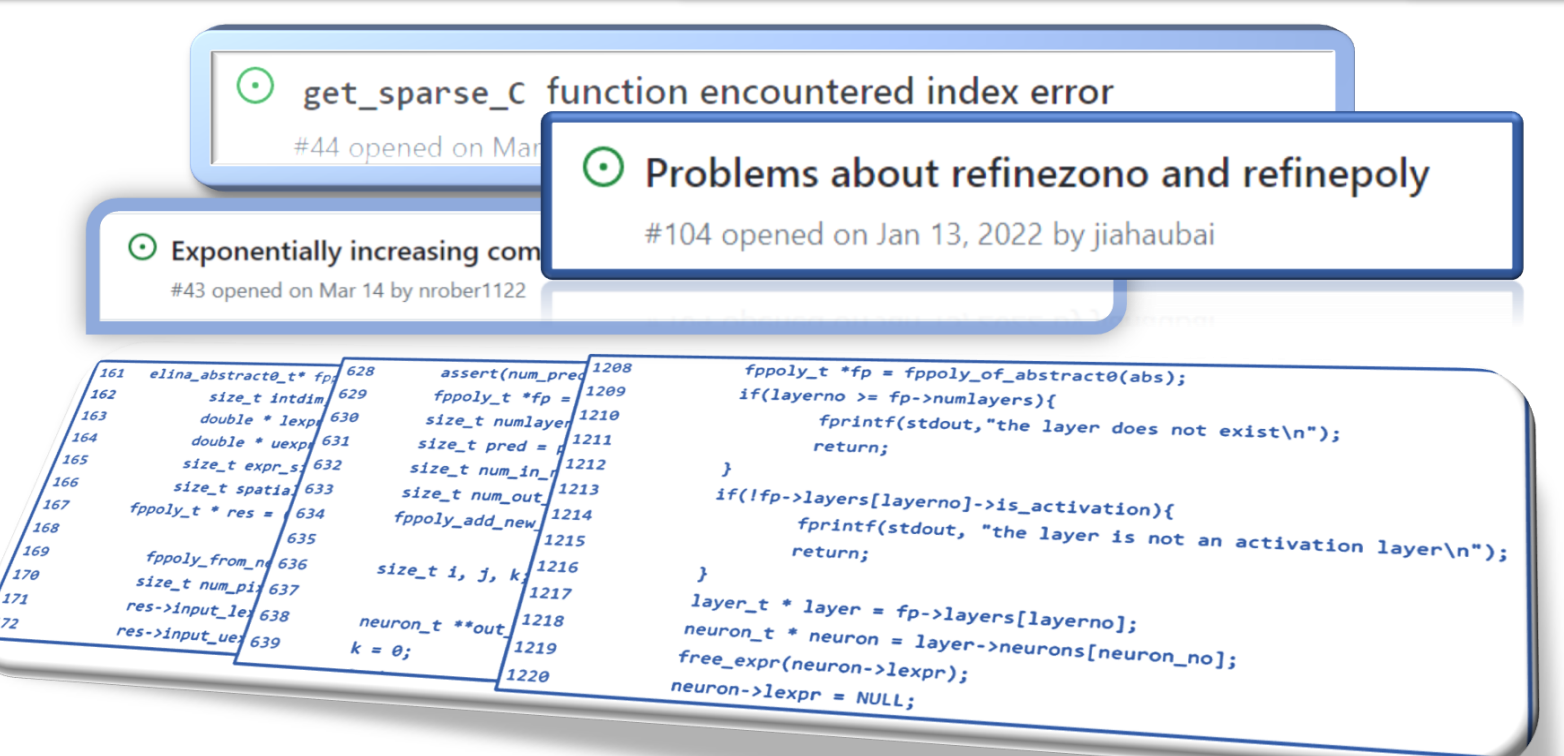 get_sparse_C function encountered index error
#44 opened on Mar
Problems about refinezono and refinepoly
#104 opened on Jan 13, 2022 by jiahaubai
Exponentially increasing com
#43 opened on Mar 14 by nrober1122
161 elina_abstract0_t* fp
162 size_t intdim
163 double * lexp
164 double * uexp
165 size_t expr_s
166 size_t spatial
167 fppoly_t * res =
168
169 fppoly_from_n
170 size_t num_pi
171 res->input_le
72 res->input_ue
628 assert(num_pred
629 fppoly_t *fp =
630 size_t numlayer
631 size_t pred = p
632 size_t num_in_
633 size_t num_out_
634 fppoly_add_new_
635
636 size_t i, j, k;
637
638 neuron_t **out_
639 k = 0;
1208 fppoly_t *fp = fppoly_of_abstract0(abs);
1209 if(layerno >= fp->numlayers){
1210 fprintf(stdout,"the layer does not exist\n");
1211 return;
1212 }
1213 if(!fp->layers[layerno]->is_activation){
1214 fprintf(stdout, "the layer is not an activation layer\n");
1215 return;
1216 }
1217 layer_t * layer = fp->layers[layerno];
1218 neuron_t * neuron = layer->neurons[neuron_no];
1219 free_expr(neuron->lexpr);
1220 neuron->lexpr = NULL;